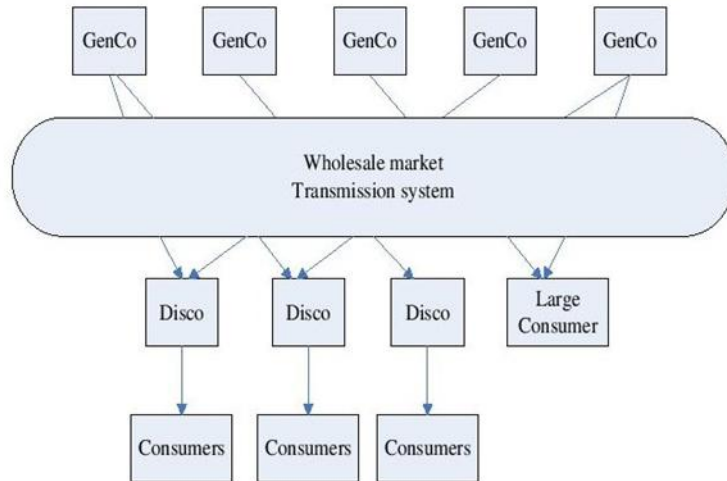 GenCo
GenCo
GenCo
GenCo
GenCo
Wholesale market
Transmission system
Disco
Disco
Disco
Large
Consumer
Consumers
Consumers
Consumers